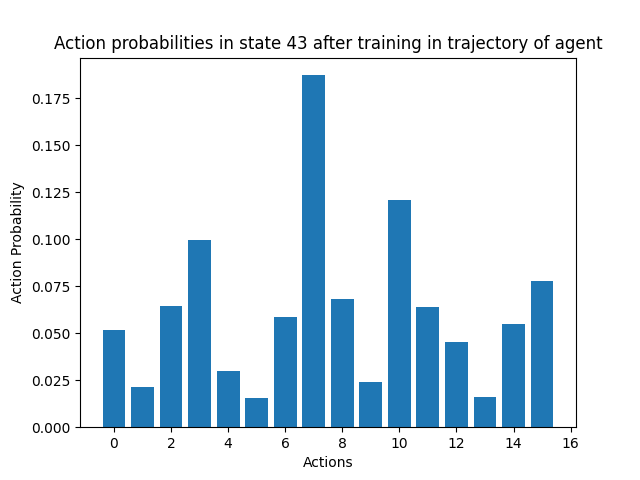 Action probabilities in state 43 after training in trajectory of agent
Action Probability
0.175
0.150
0.125
0.100
0.075
0.050
0.025
0.000
0 2 4 6 8 10 12 14 16
Actions